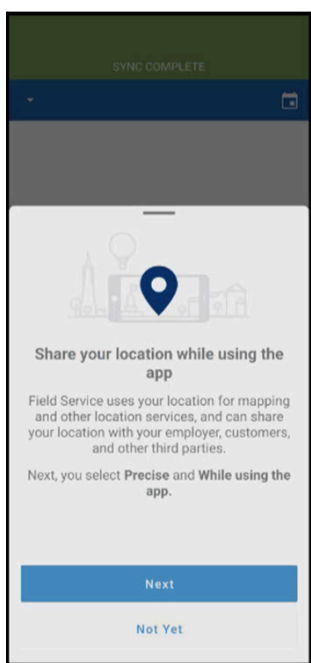 SYNC COMPLETE
Share your location while using the
app
Field Service uses your location for mapping
and other location services, and can share
your location with your employer, customers,
and other third parties.
Next, you select Precise and While using the
app.
Next
Not Yet